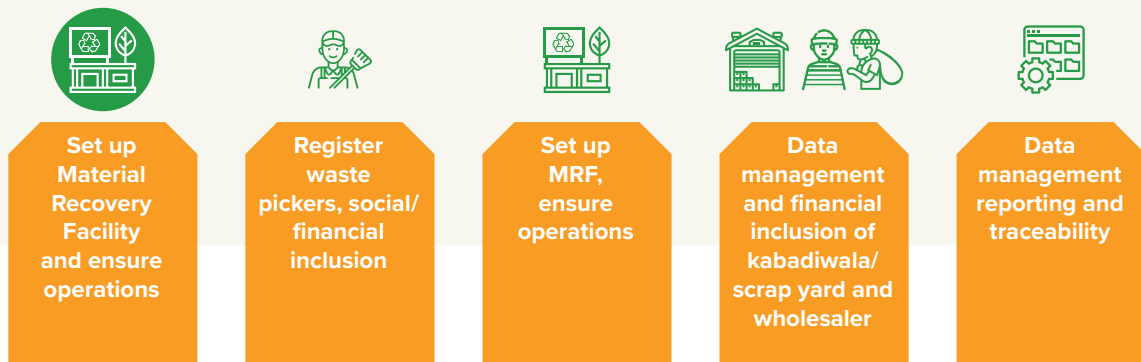 Set up
Material
Recovery
Facility
and ensure
operations
Register
waste
pickers, social/
financial
inclusion
Set up
MRF,
ensure
operations
Data
management
and financial
inclusion of
kabadiwala/
scrap yard and
wholesaler
Data
management
reporting and
traceability